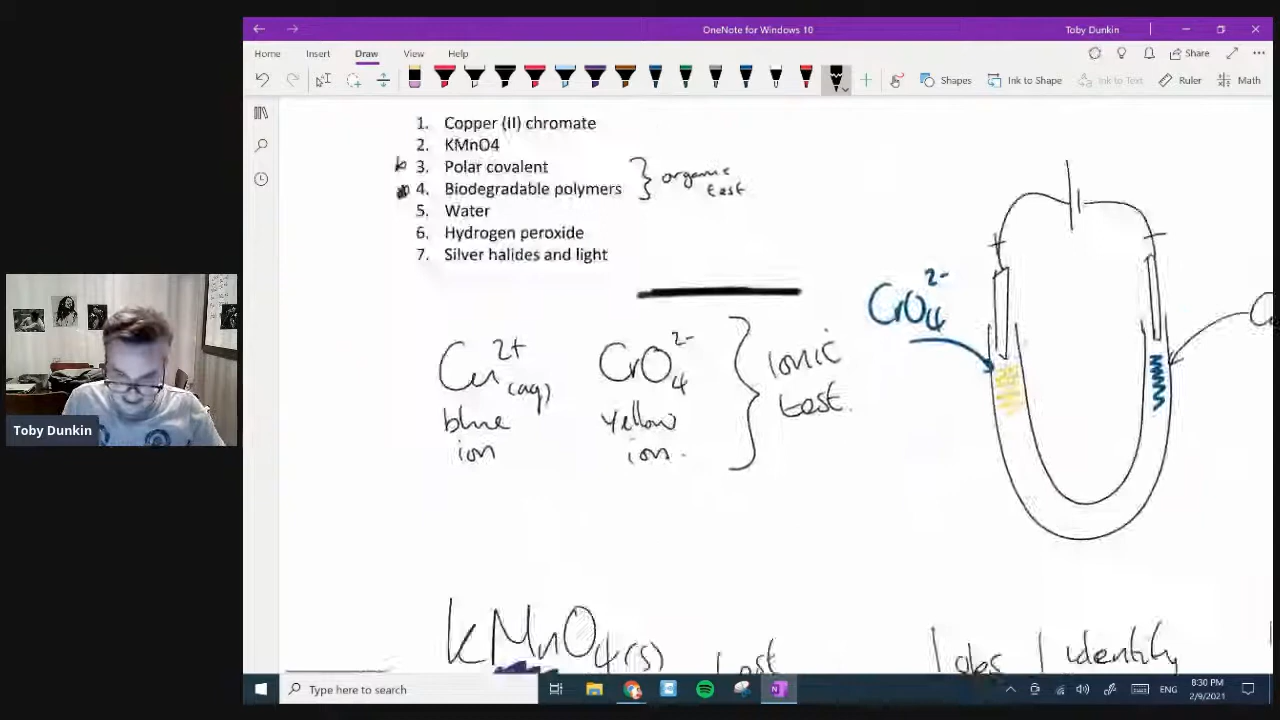 OneNote for Windows 10
Toby Dunkin
Home Insert Draw View Help
Share
Shapes Ink to Shape Ink to Text Ruler Math
1. Copper (II) chromate
2. KMnO4
3. Polar covalent
4. Biodegradable polymers
organic
test
5. Water
6. Hydrogen peroxide
7. Silver halides and light
Cu2+(aq)
blue
ion
CrO4 2-
yellow
ion.
ionic
test.
CrO4 2-
KMnO4(s)
test
identity
Toby Dunkin
Type here to search
ENG
8:30 PM
2/9/2021